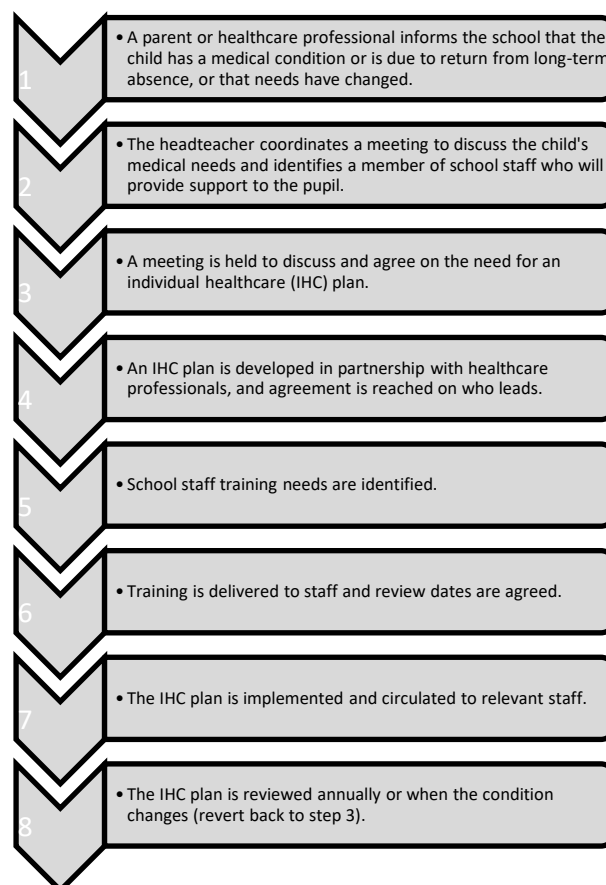 1
• A parent or healthcare professional informs the school that the
child has a medical condition or is due to return from long-term
absence, or that needs have changed.
2
• The headteacher coordinates a meeting to discuss the child's
medical needs and identifies a member of school staff who will
provide support to the pupil.
3
• A meeting is held to discuss and agree on the need for an
individual healthcare (IHC) plan.
4
• An IHC plan is developed in partnership with healthcare
professionals, and agreement is reached on who leads.
5
• School staff training needs are identified.
6
• Training is delivered to staff and review dates are agreed.
7
• The IHC plan is implemented and circulated to relevant staff.
8
• The IHC plan is reviewed annually or when the condition
changes (revert back to step 3).